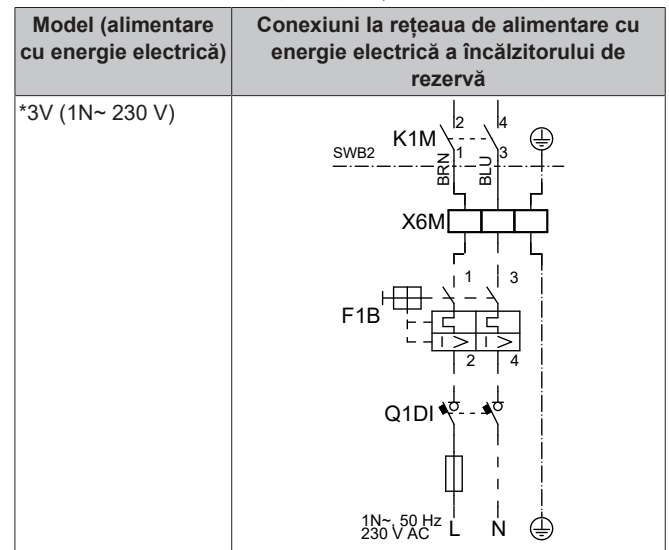 Model (alimentare
cu energie electrică)
Conexiuni la rețeaua de alimentare cu
energie electrică a încălzitorului de
rezervă
*3V (1N~ 230 V)
2 4
K1M
SWB2
1 3
BRN BLU
X6M
1 3
F1B
I > I >
2 4
Q1DI
1N~, 50 Hz
230 V AC
L N